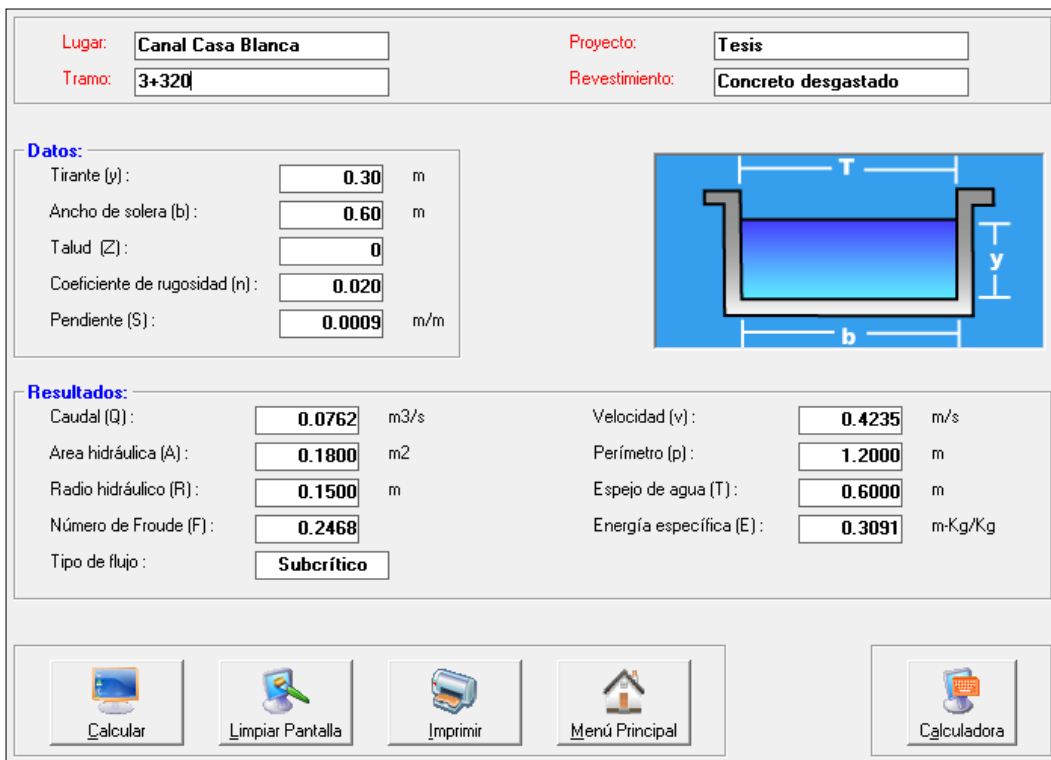 Lugar: Canal Casa Blanca Proyecto: Tesis
Tramo: 3+320 Revestimiento: Concreto desgastado
Datos:
Tirante (y) : 0.30 m
Ancho de solera (b) : 0.60 m
Talud (Z) : 0
Coeficiente de rugosidad (n) : 0.020
Pendiente (S) : 0.0009 m/m
T
y
b
Resultados:
Caudal (Q) : 0.0762 m3/s Velocidad (v) : 0.4235 m/s
Area hidráulica (A) : 0.1800 m2 Perímetro (p) : 1.2000 m
Radio hidráulico (R) : 0.1500 m Espejo de agua (T) : 0.6000 m
Número de Froude (F) : 0.2468 Energía específica (E) : 0.3091 m-Kg/Kg
Tipo de flujo : Subcrítico
Calcular Limpiar Pantalla Imprimir Menú Principal Calculadora